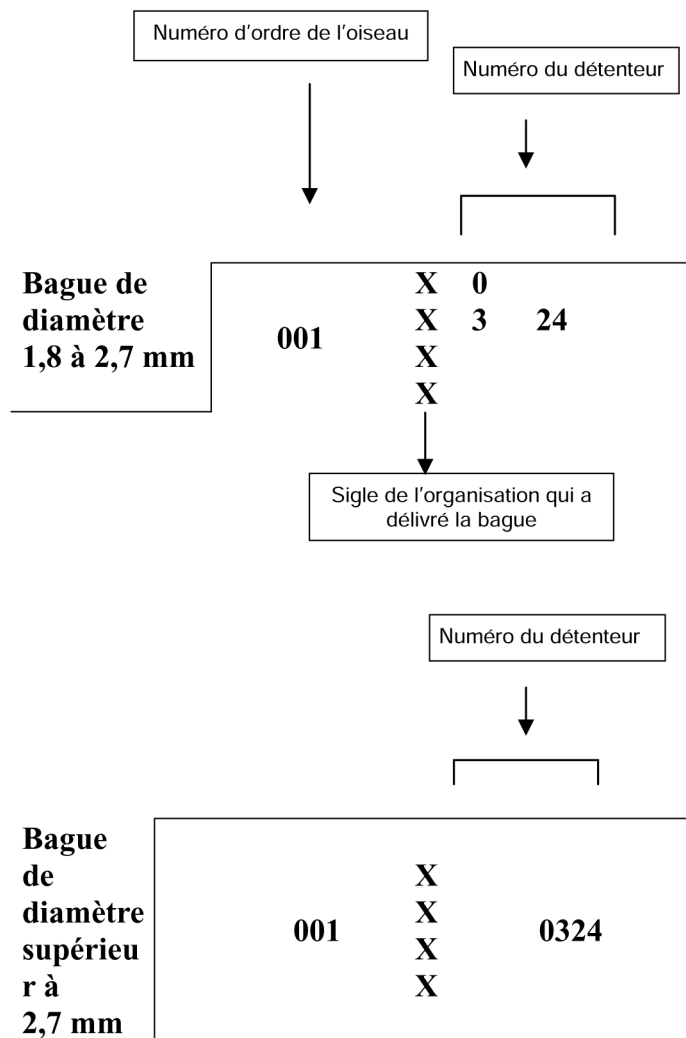 Numéro d'ordre de l'oiseau
Numéro du détenteur
Bague de
diamètre
1,8 à 2,7 mm
001
X 0
X 3 24
X
X
Sigle de l'organisation qui a
délivré la bague
Numéro du détenteur
Bague
de
diamètre
supérieu
r à
2,7 mm
001
X
X
X
X
0324